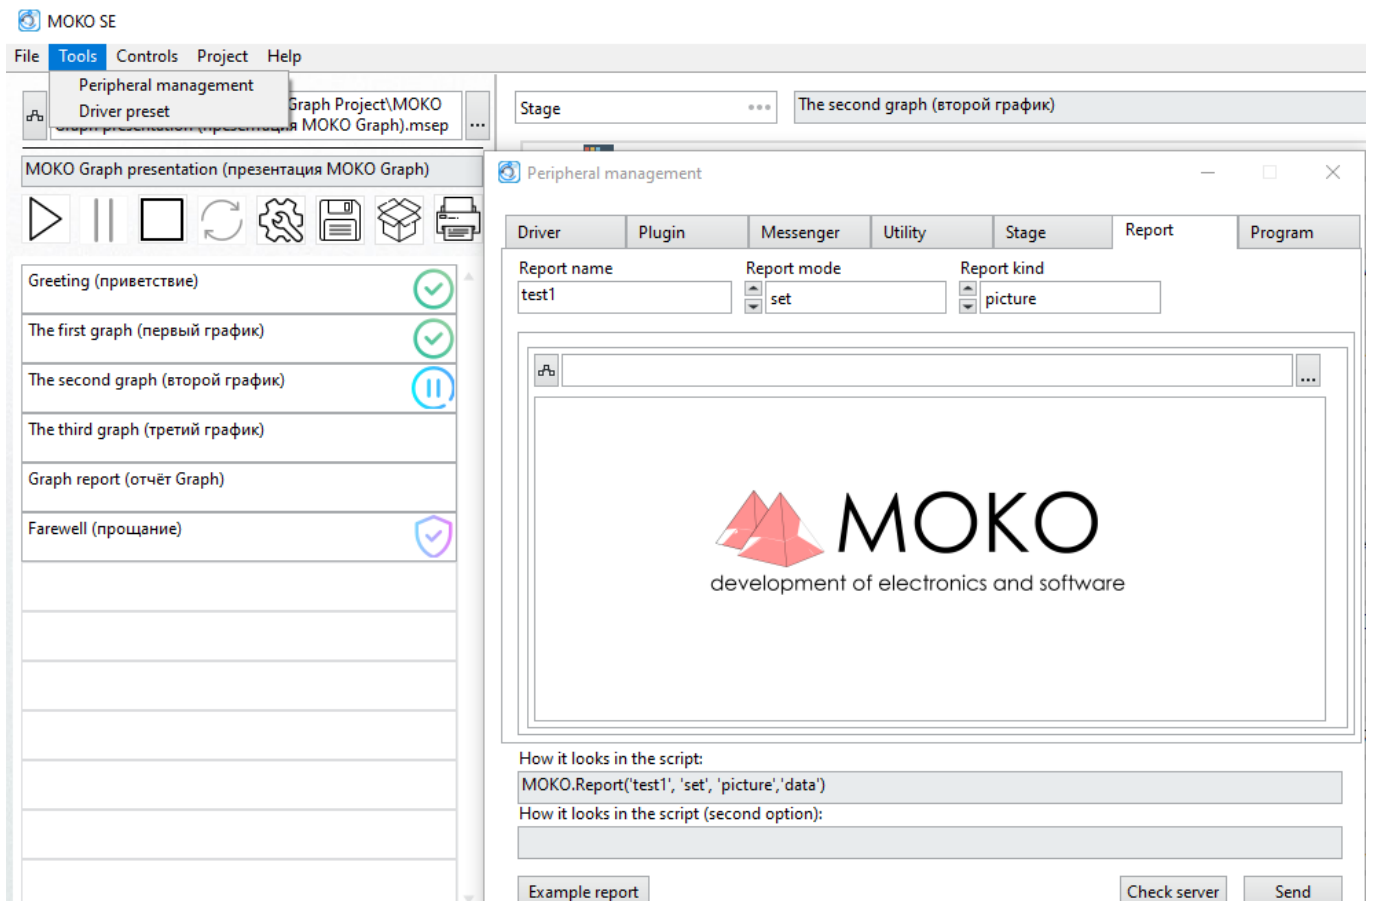 MOKO SE
File Tools Controls Project Help
Peripheral management
Driver preset
Graph Project\MOKO
Graph presentation (презентация MOKO Graph).msep
...
Stage
The second graph (второй график)
MOKO Graph presentation (презентация MOKO Graph)
Greeting (приветствие)
The first graph (первый график)
The second graph (второй график)
The third graph (третий график)
Graph report (отчёт Graph)
Farewell (прощание)
Peripheral management
Driver Plugin Messenger Utility Stage Report Program
Report name Report mode Report kind
test1 set picture
...
MOKO
development of electronics and software
How it looks in the script:
MOKO.Report('test1', 'set', 'picture','data')
How it looks in the script (second option):
Example report Check server Send